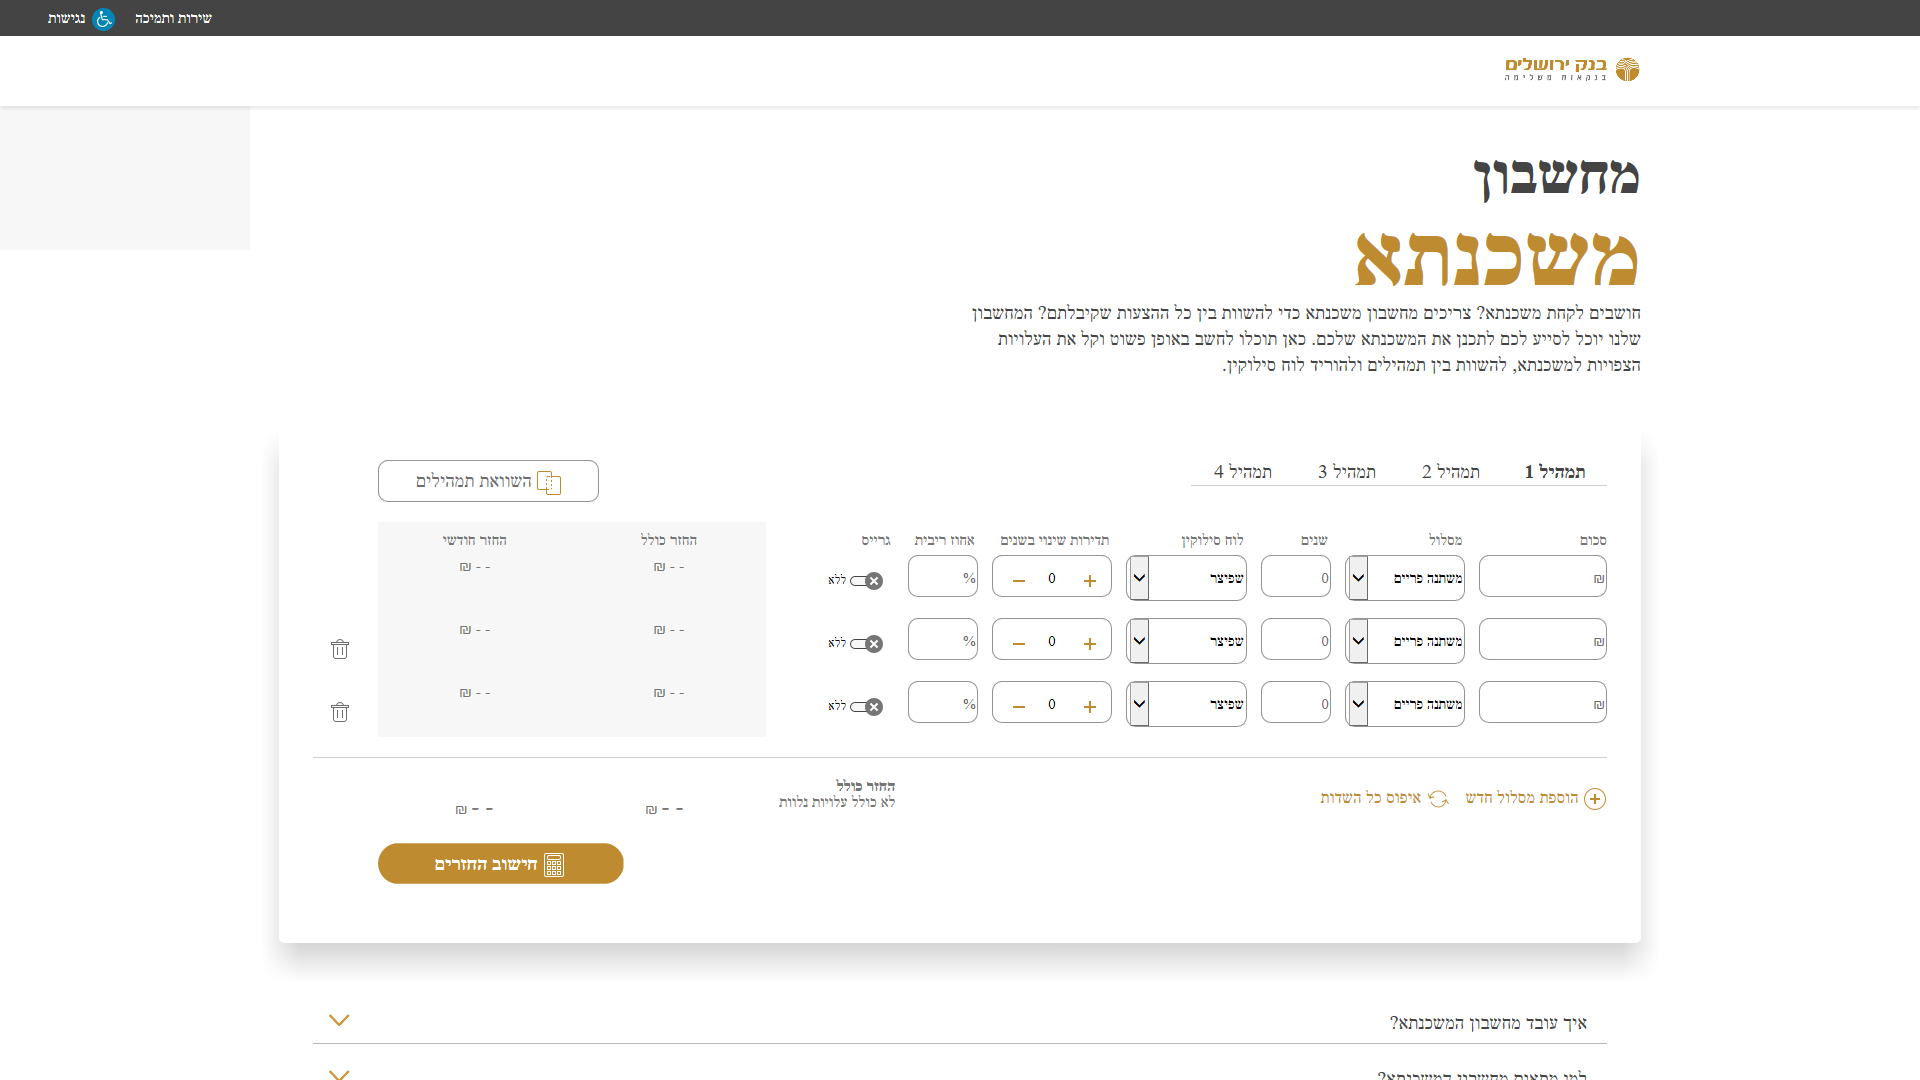 שירות ותמיכה
נגישות
בנק ירושלים
בנקאות משלימה
מחשבון
משכנתא
חושבים לקחת משכנתא? צריכים מחשבון משכנתא כדי להשוות בין כל ההצעות שקיבלתם? המחשבון
שלנו יוכל לסייע לכם לתכנן את המשכנתא שלכם. כאן תוכלו לחשב באופן פשוט וקל את העלויות
הצפויות למשכנתא, להשוות בין תמהילים ולהוריד לוח סילוקין.
תמהיל 1 תמהיל 2 תמהיל 3 תמהיל 4
השוואת תמהילים
סכום מסלול שנים לוח סילוקין תדירות שינוי בשנים אחוז ריבית גרייס החזר כולל החזר חודשי
₪ משתנה פריים 0 שפיצר + 0 − % ללא - - ₪ - - ₪
₪ משתנה פריים 0 שפיצר + 0 − % ללא - - ₪ - - ₪
₪ משתנה פריים 0 שפיצר + 0 − % ללא - - ₪ - - ₪
הוספת מסלול חדש איפוס כל השדות
החזר כולל
לא כולל עלויות נלוות
- - ₪ - - ₪
חישוב החזרים
איך עובד מחשבון המשכנתא?
למי מתאים מחשבון המשכנתא?